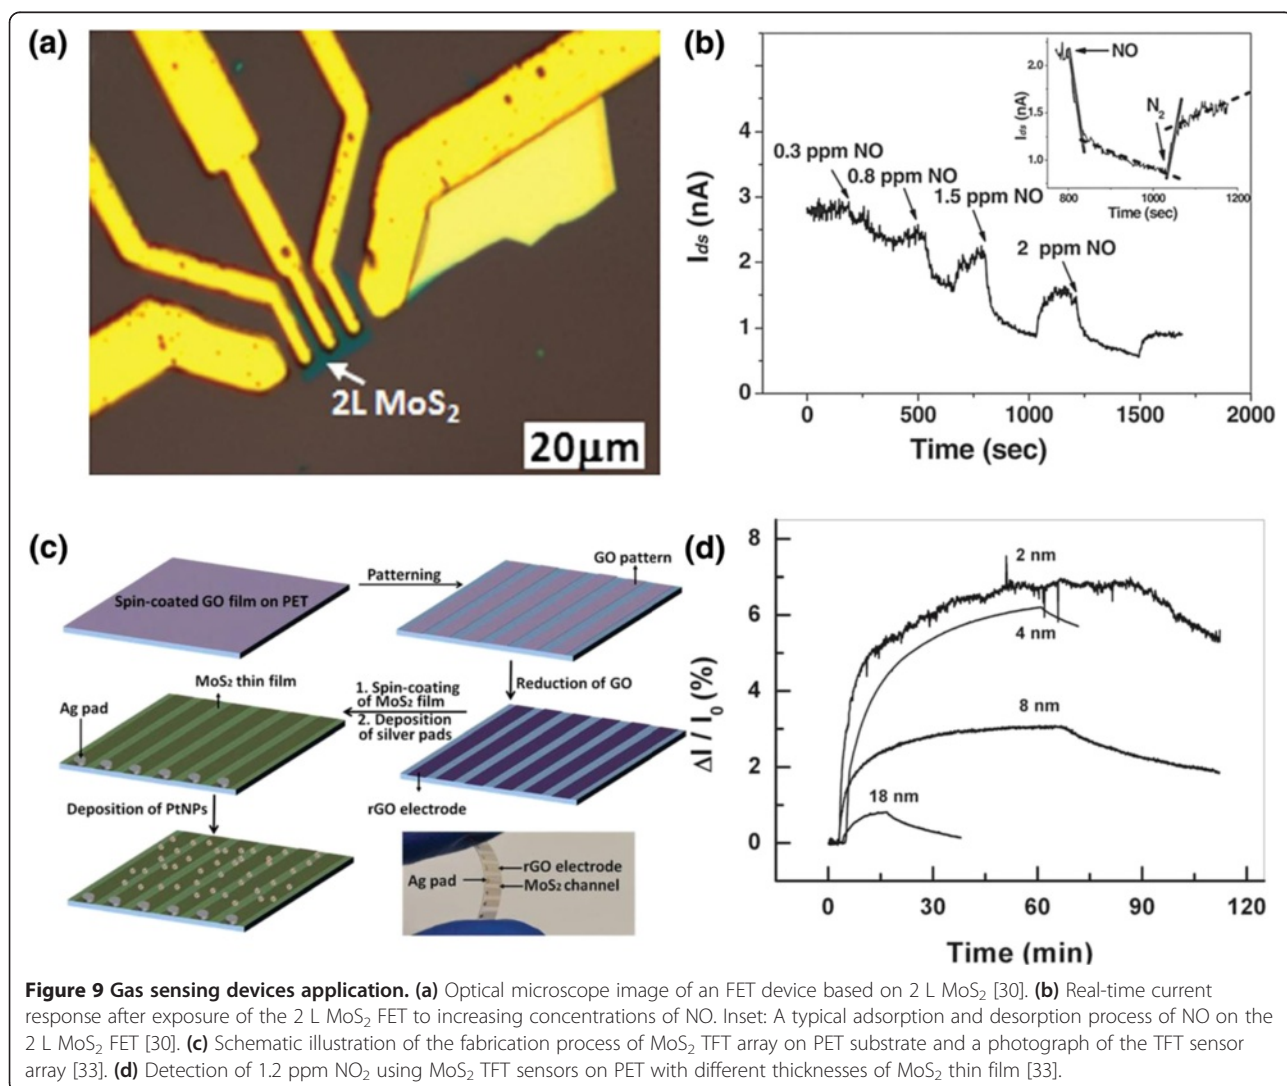 (a)
2L MoS₂
20μm
(b)
Ids (nA)
5
4
3
2
1
0
0.3 ppm NO
0.8 ppm NO
1.5 ppm NO
2 ppm NO
0 500 1000 1500 2000
Time (sec)
Ids (nA)
2.0
1.5
1.0
NO
N₂
800 1000 1200
Time (sec)
(c)
Spin-coated GO film on PET
Patterning
GO pattern
Reduction of GO
MoS₂ thin film
Ag pad
1. Spin-coating
of MoS₂ film
2. Deposition
of silver pads
rGO electrode
Deposition of PtNPs
rGO electrode
Ag pad
MoS₂ channel
(d)
ΔI / I₀ (%)
8
6
4
2
0
2 nm
4 nm
8 nm
18 nm
0 30 60 90 120
Time (min)
Figure 9 Gas sensing devices application. (a) Optical microscope image of an FET device based on 2 L MoS₂ [30]. (b) Real-time current
response after exposure of the 2 L MoS₂ FET to increasing concentrations of NO. Inset: A typical adsorption and desorption process of NO on the
2 L MoS₂ FET [30]. (c) Schematic illustration of the fabrication process of MoS₂ TFT array on PET substrate and a photograph of the TFT sensor
array [33]. (d) Detection of 1.2 ppm NO₂ using MoS₂ TFT sensors on PET with different thicknesses of MoS₂ thin film [33].